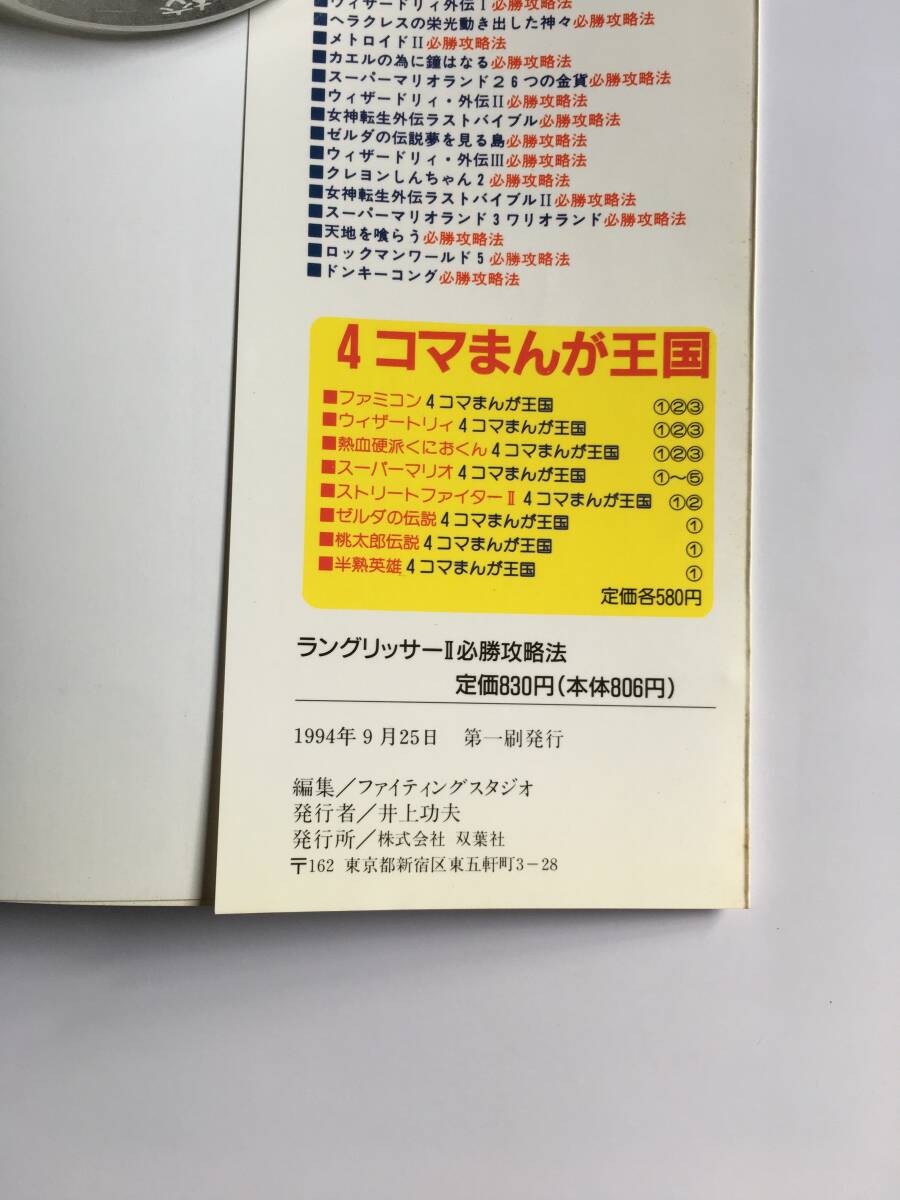 ■ウィザードリィ外伝I必勝攻略法
■ヘラクレスの栄光動き出した神々必勝攻略法
■メトロイドII必勝攻略法
■カエルの為に鐘はなる必勝攻略法
■スーパーマリオランド2 6つの金貨必勝攻略法
■ウィザードリィ・外伝II必勝攻略法
■女神転生外伝ラストバイブル必勝攻略法
■ゼルダの伝説夢を見る島必勝攻略法
■ウィザードリィ・外伝III必勝攻略法
■クレヨンしんちゃん2必勝攻略法
■女神転生外伝ラストバイブルII必勝攻略法
■スーパーマリオランド3ワリオランド必勝攻略法
■天地を喰らう必勝攻略法
■ロックマンワールド5必勝攻略法
■ドンキーコング必勝攻略法
4コマまんが王国
■ファミコン4コマまんが王国 ①②③
■ウィザートリィ4コマまんが王国 ①②③
■熱血硬派くにおくん4コマまんが王国 ①②③
■スーパーマリオ4コマまんが王国 ①〜⑤
■ストリートファイターII 4コマまんが王国 ①②
■ゼルダの伝説4コマまんが王国 ①
■桃太郎伝説4コマまんが王国 ①
■半熟英雄4コマまんが王国 ①
定価各580円
ラングリッサーII必勝攻略法
定価830円(本体806円)
1994年9月25日 第一刷発行
編集/ファイティングスタジオ
発行者/井上功夫
発行所/株式会社 双葉社
〒162 東京都新宿区東五軒町3-28